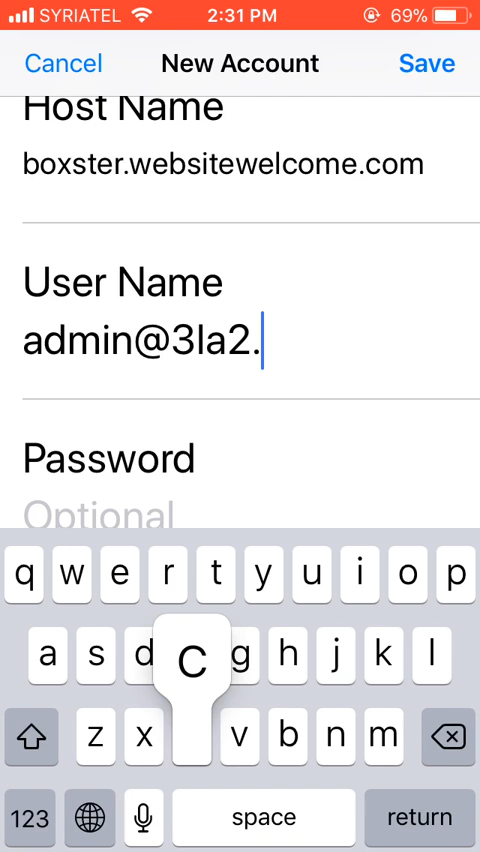 SYRIATEL 2:31 PM 69%
Cancel New Account Save
Host Name
boxster.websitewelcome.com
User Name
admin@3la2.
Password
Optional
q w e r t y u i o p
a s d C g h j k l
z x v b n m
123 space return